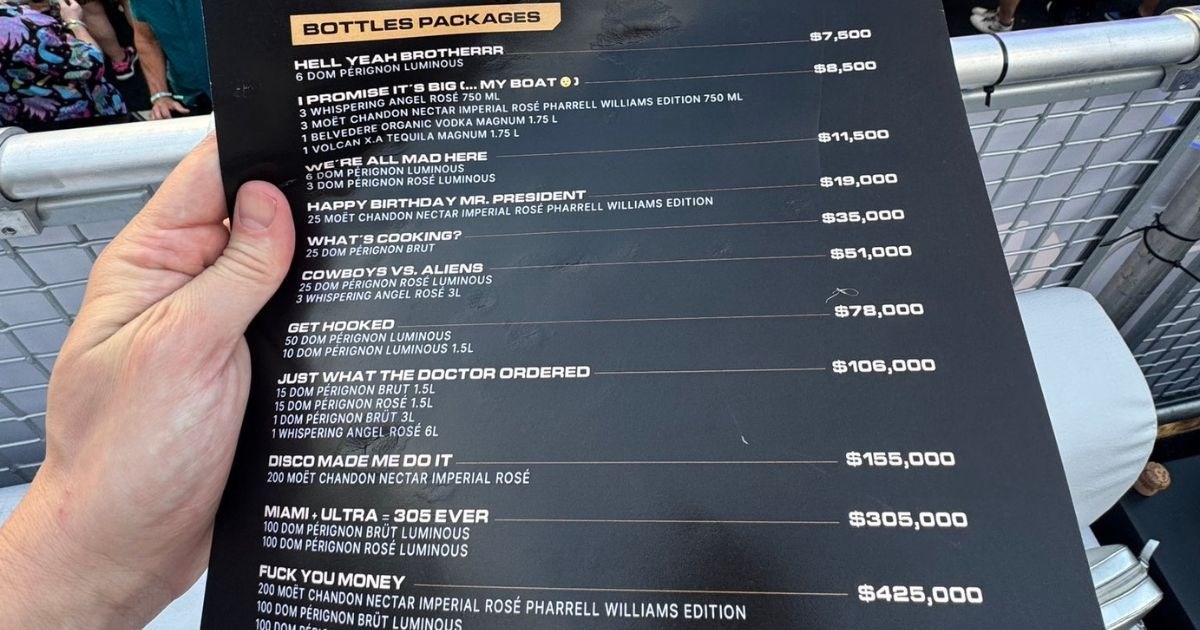 BOTTLES PACKAGES
HELL YEAH BROTHERRR $7,500
6 DOM PÉRIGNON LUMINOUS
I PROMISE IT'S BIG (... MY BOAT 😉) $8,500
3 WHISPERING ANGEL ROSÉ 750 ML
3 MOËT CHANDON NECTAR IMPERIAL ROSÉ PHARRELL WILLIAMS EDITION 750 ML
1 BELVEDERE ORGANIC VODKA MAGNUM 1.75 L
1 VOLCAN X.A TEQUILA MAGNUM 1.75 L
WE'RE ALL MAD HERE $11,500
6 DOM PÉRIGNON LUMINOUS
3 DOM PÉRIGNON ROSÉ LUMINOUS
HAPPY BIRTHDAY MR. PRESIDENT $19,000
25 MOËT CHANDON NECTAR IMPERIAL ROSÉ PHARRELL WILLIAMS EDITION
WHAT'S COOKING? $35,000
25 DOM PÉRIGNON BRUT
COWBOYS VS. ALIENS $51,000
25 DOM PÉRIGNON ROSÉ LUMINOUS
3 WHISPERING ANGEL ROSÉ 3L
GET HOOKED $78,000
50 DOM PÉRIGNON LUMINOUS
10 DOM PÉRIGNON LUMINOUS 1.5L
JUST WHAT THE DOCTOR ORDERED $106,000
15 DOM PÉRIGNON BRUT 1.5L
15 DOM PÉRIGNON ROSÉ 1.5L
1 DOM PÉRIGNON BRÜT 3L
1 WHISPERING ANGEL ROSÉ 6L
DISCO MADE ME DO IT $155,000
200 MOËT CHANDON NECTAR IMPERIAL ROSÉ
MIAMI + ULTRA = 305 EVER $305,000
100 DOM PÉRIGNON BRÜT LUMINOUS
100 DOM PÉRIGNON ROSÉ LUMINOUS
FUCK YOU MONEY $425,000
200 MOËT CHANDON NECTAR IMPERIAL ROSÉ PHARRELL WILLIAMS EDITION
100 DOM PÉRIGNON BRÜT LUMINOUS
100 DOM